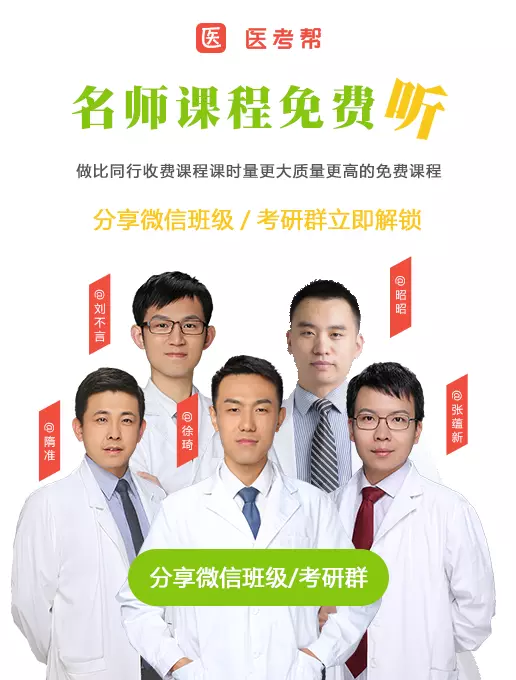 医 医考帮
名师课程免费听
做比同行收费课程课时量更大质量更高的免费课程
分享微信班级 / 考研群立即解锁
@刘不言
@昭昭
@隋准
@徐琦
@张蕴新
分享微信班级/考研群